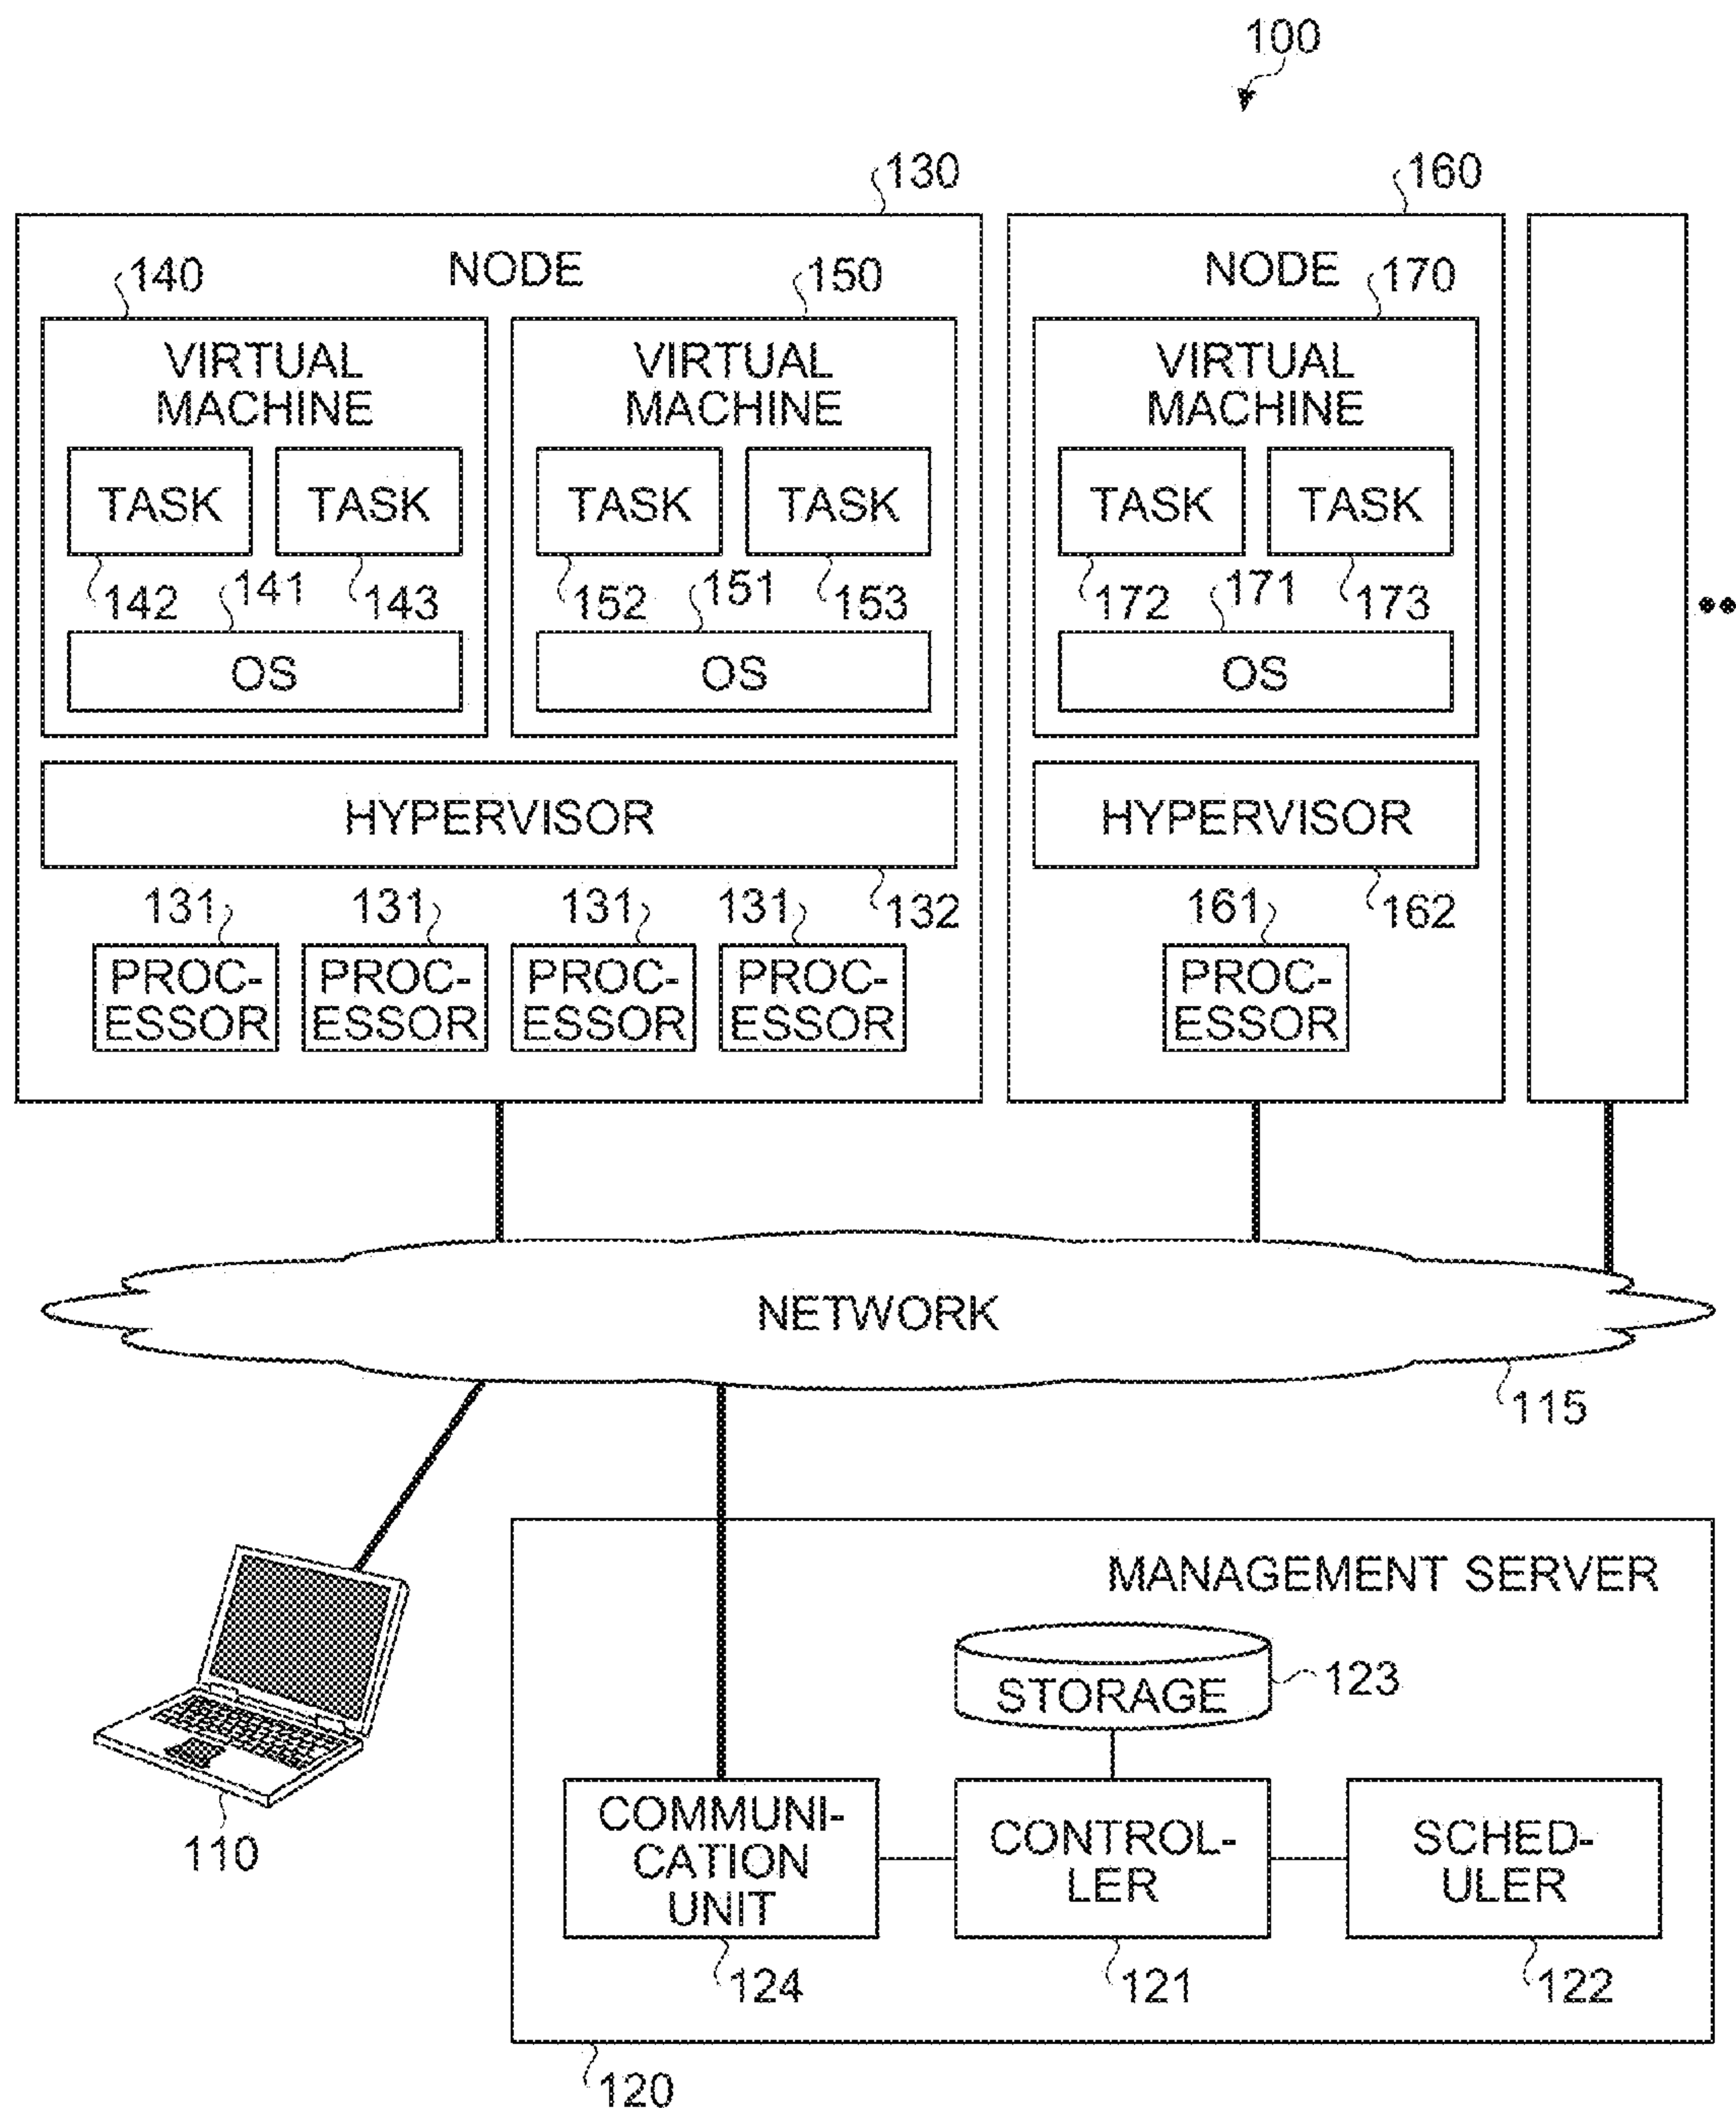 100
130
160
NODE
NODE
140
150
170
VIRTUAL
MACHINE
VIRTUAL
MACHINE
VIRTUAL
MACHINE
TASK
TASK
TASK
TASK
TASK
TASK
142
141
143
152
151
153
172
171
173
OS
OS
OS
HYPERVISOR
HYPERVISOR
131
131
131
131
132
161
162
PROC-
ESSOR
PROC-
ESSOR
PROC-
ESSOR
PROC-
ESSOR
PROC-
ESSOR
NETWORK
115
MANAGEMENT SERVER
STORAGE
123
110
COMMUNI-
CATION
UNIT
CONTROL-
LER
SCHED-
ULER
124
121
122
120